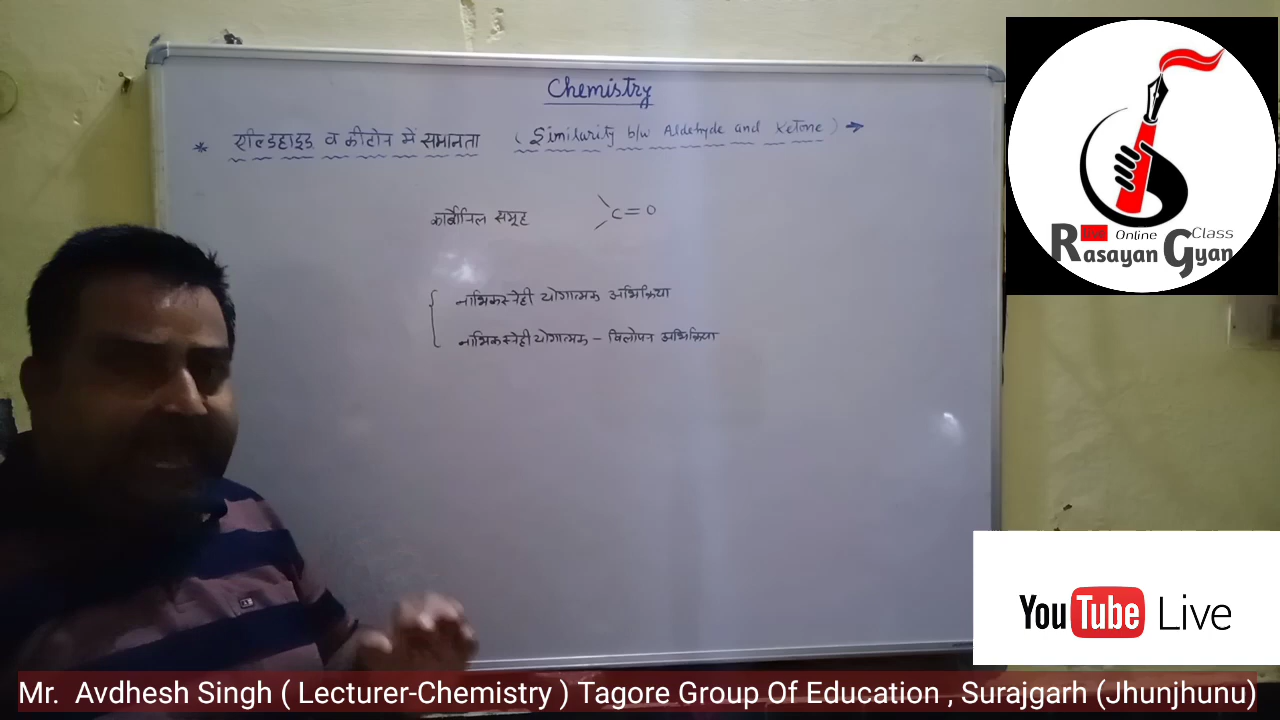 Chemistry
* एल्डिहाइड व कीटोन में समानता (Similarity b/w Aldehyde and Ketone) →
कार्बोनिल समूह >C=O
{ नाभिकस्नेही योगात्मक अभिक्रिया
नाभिकस्नेही योगात्मक – विलोपन अभिक्रिया
Live Online Class
Rasayan Gyan
YouTube Live
Mr. Avdhesh Singh ( Lecturer-Chemistry ) Tagore Group Of Education , Surajgarh (Jhunjhunu)